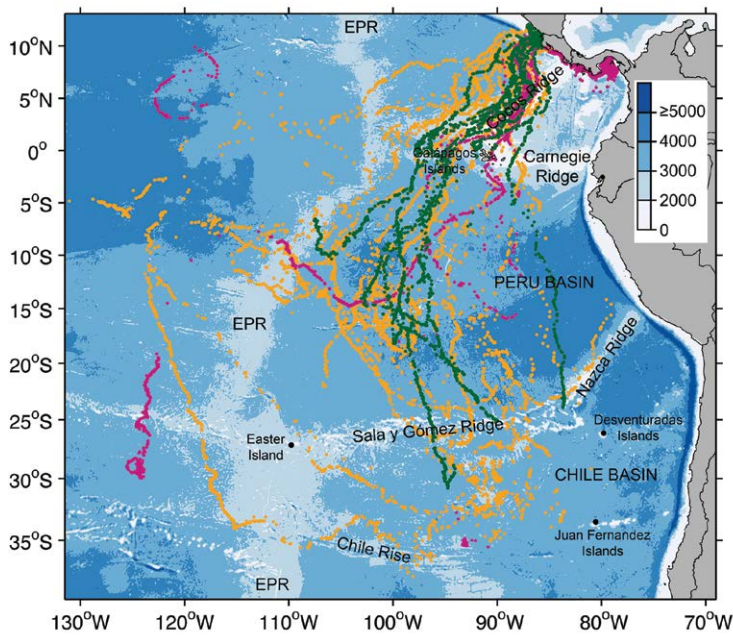 10°N
5°N
0°
5°S
10°S
15°S
20°S
25°S
30°S
35°S
130°W
120°W
110°W
100°W
90°W
80°W
70°W
EPR
Cocos Ridge
≥5000
4000
3000
2000
0
Galápagos
Islands
Carnegie
Ridge
PERU BASIN
EPR
Nazca Ridge
Sala y Gómez Ridge
Easter
Island
Desventuradas
Islands
CHILE BASIN
Juan Fernandez
Islands
Chile Rise
EPR